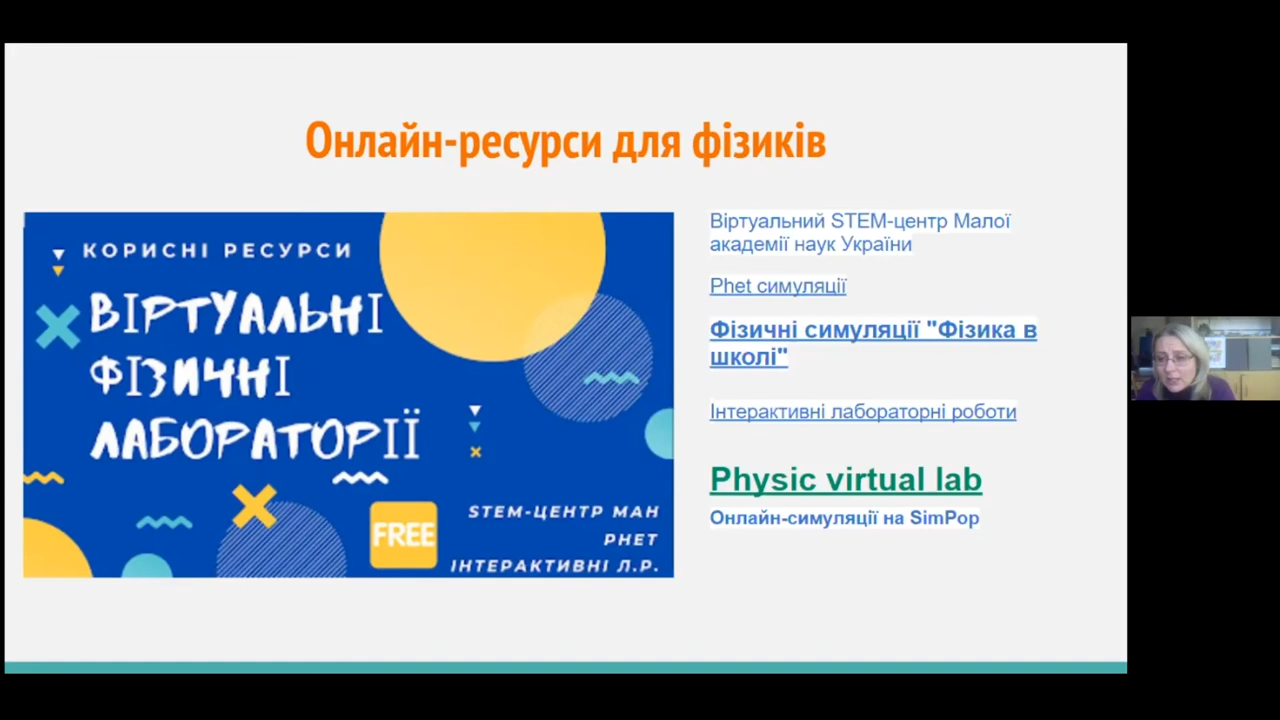 Онлайн-ресурси для фізиків
КОРИСНІ РЕСУРСИ
ВІРТУАЛЬНІ
ФІЗИЧНІ
ЛАБОРАТОРІЇ
FREE
STEM-ЦЕНТР МАН
PHET
ІНТЕРАКТИВНІ Л.Р.
Віртуальний STEM-центр Малої
академії наук України
Phet симуляції
Фізичні симуляції "Фізика в
школі"
Інтерактивні лабораторні роботи
Physic virtual lab
Онлайн-симуляції на SimPop